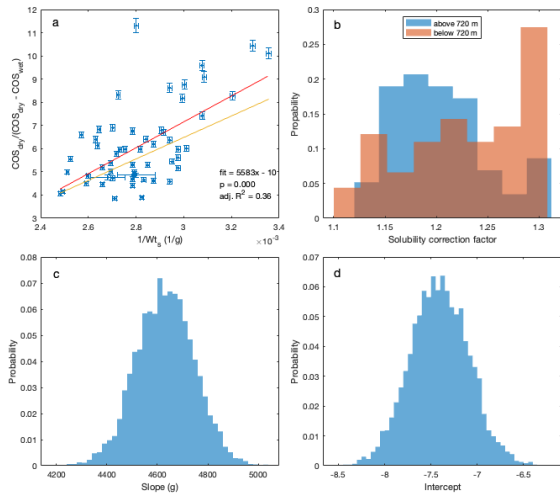 a
12
11
10
9
8
7
6
5
4
3
COS_dry/(COS_dry - COS_wet)
fit = 5583x - 10
p = 0.000
adj. R² = 0.36
2.4 2.6 2.8 3 3.2 3.4
1/Wt_s (1/g)
×10⁻³
b
above 720 m
below 720 m
0.3
0.25
0.2
0.15
0.1
0.05
0
Propability
1.1 1.15 1.2 1.25 1.3
Solubility correction factor
c
0.08
0.07
0.06
0.05
0.04
0.03
0.02
0.01
0
Probability
4200 4400 4600 4800 5000
Slope (g)
d
0.07
0.06
0.05
0.04
0.03
0.02
0.01
0
Probability
-8.5 -8 -7.5 -7 -6.5
Intercept